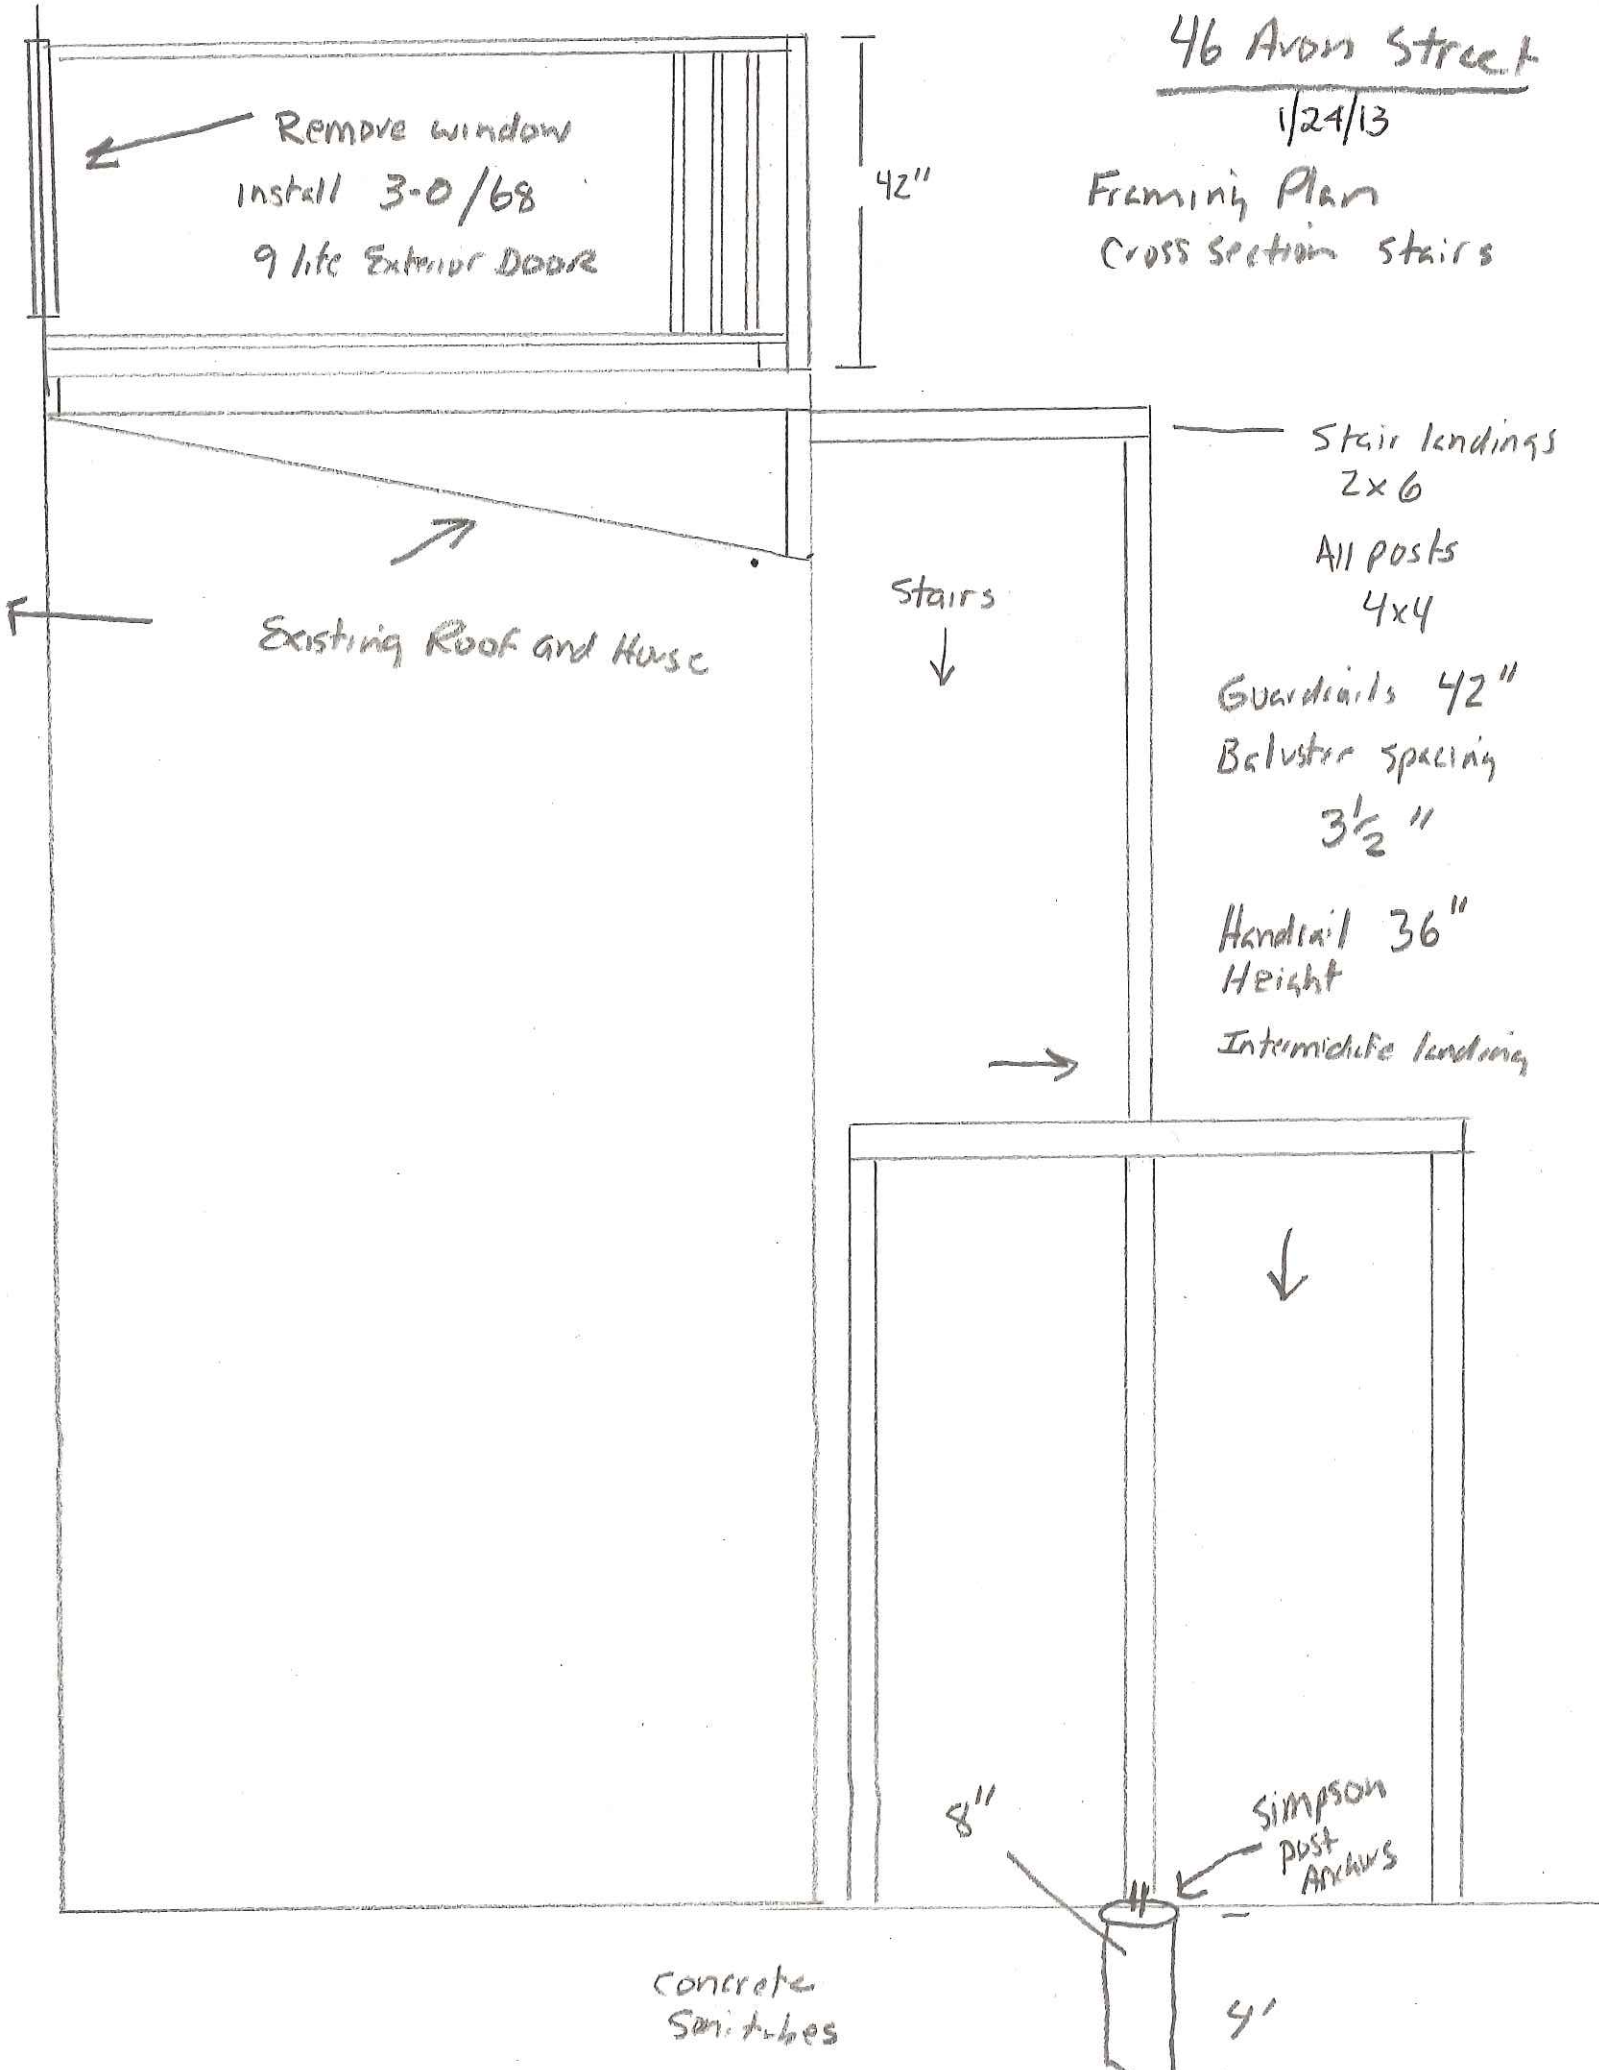 46 Avon Street
1/24/13
Framing Plan
Cross section stairs
Remove window
Install 3-0/68
9 lite Exterior Door
42"
Stair landings
2x6
All posts
4x4
Existing Roof and House
Stairs
Guardrails 42"
Baluster spacing
3½"
Handrail 36"
Height
Intermidiate landing
8"
Simpson
post
Anchors
Concrete
Sonitubes
4'